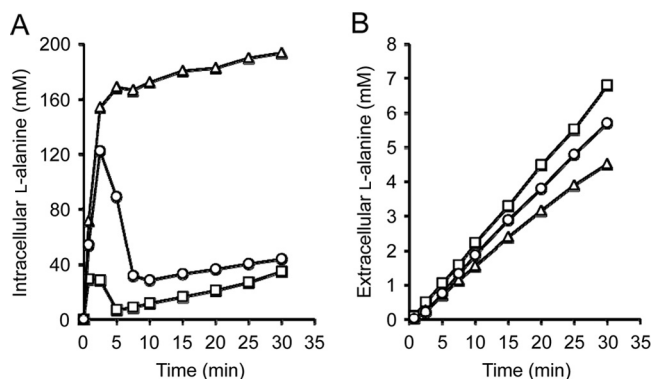 A
Intracellular L-alanine (mM)
200
160
120
80
40
0
0 5 10 15 20 25 30 35
Time (min)
B
Extracellular L-alanine (mM)
8
7
6
5
4
3
2
1
0
0 5 10 15 20 25 30 35
Time (min)